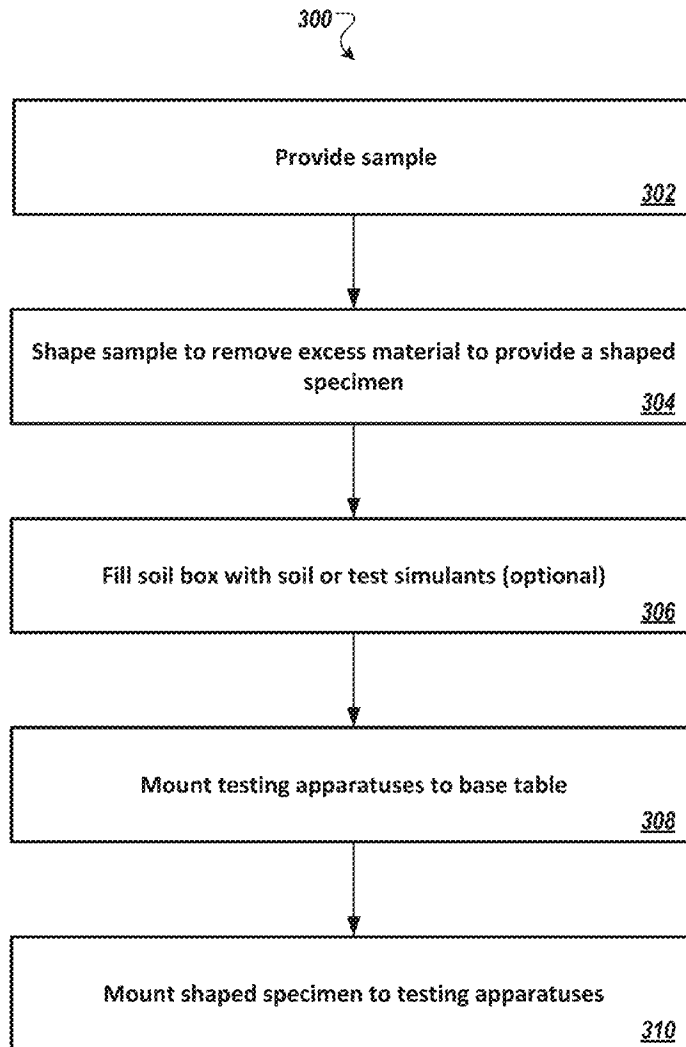 300
Provide sample
302
Shape sample to remove excess material to provide a shaped
specimen
304
Fill soil box with soil or test simulants (optional)
306
Mount testing apparatuses to base table
308
Mount shaped specimen to testing apparatuses
310